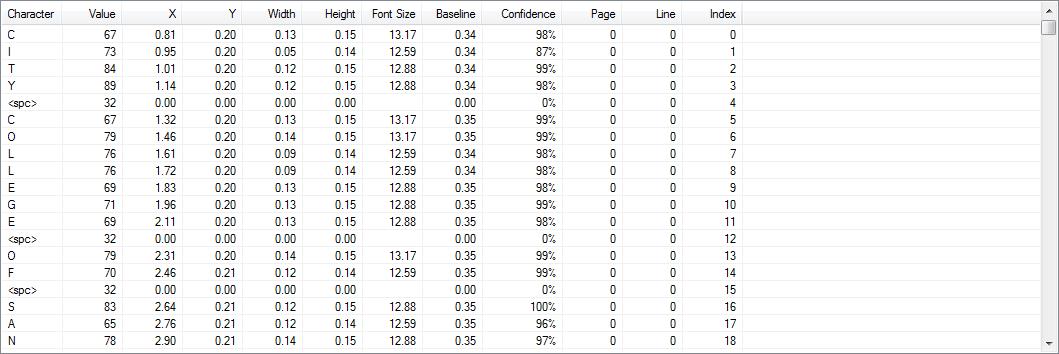 Character Value X Y Width Height Font Size Baseline Confidence Page Line Index
C 67 0.81 0.20 0.13 0.15 13.17 0.34 98% 0 0 0
I 73 0.95 0.20 0.05 0.14 12.59 0.34 87% 0 0 1
T 84 1.01 0.20 0.12 0.15 12.88 0.34 99% 0 0 2
Y 89 1.14 0.20 0.12 0.15 12.88 0.34 98% 0 0 3
<spc> 32 0.00 0.00 0.00 0.00 0.00 0% 0 0 4
C 67 1.32 0.20 0.13 0.15 13.17 0.35 99% 0 0 5
O 79 1.46 0.20 0.14 0.15 13.17 0.35 99% 0 0 6
L 76 1.61 0.20 0.09 0.14 12.59 0.34 98% 0 0 7
L 76 1.72 0.20 0.09 0.14 12.59 0.34 98% 0 0 8
E 69 1.83 0.20 0.13 0.15 12.88 0.35 98% 0 0 9
G 71 1.96 0.20 0.13 0.15 12.88 0.35 99% 0 0 10
E 69 2.11 0.20 0.13 0.15 12.88 0.35 98% 0 0 11
<spc> 32 0.00 0.00 0.00 0.00 0.00 0% 0 0 12
O 79 2.31 0.20 0.14 0.15 13.17 0.35 99% 0 0 13
F 70 2.46 0.21 0.12 0.14 12.59 0.35 99% 0 0 14
<spc> 32 0.00 0.00 0.00 0.00 0.00 0% 0 0 15
S 83 2.64 0.21 0.12 0.15 12.88 0.35 100% 0 0 16
A 65 2.76 0.21 0.12 0.14 12.59 0.35 96% 0 0 17
N 78 2.90 0.21 0.14 0.15 12.88 0.35 97% 0 0 18